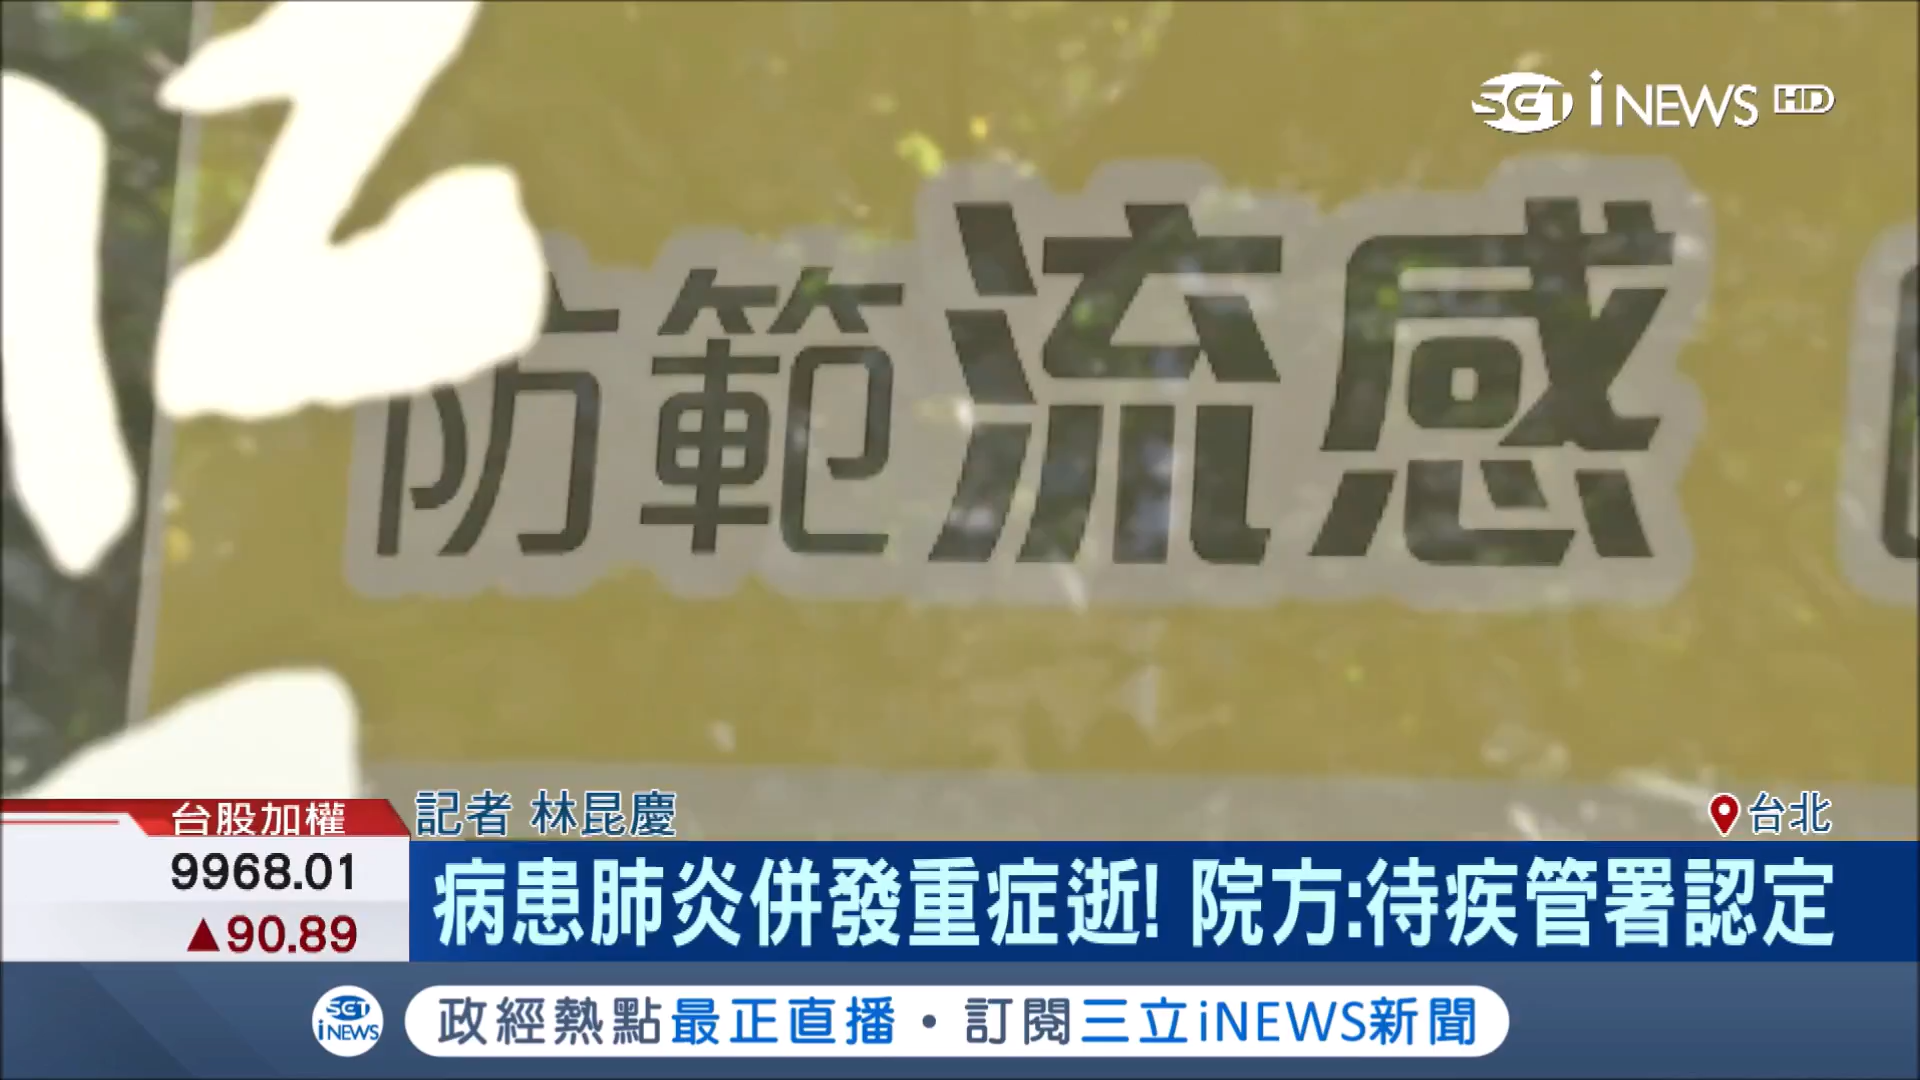 SET iNEWS HD
防範流感
記者 林昆慶
台北
台股加權
9968.01
▲90.89
病患肺炎併發重症逝! 院方:待疾管署認定
SET iNEWS
政經熱點最正直播・訂閱三立iNEWS新聞